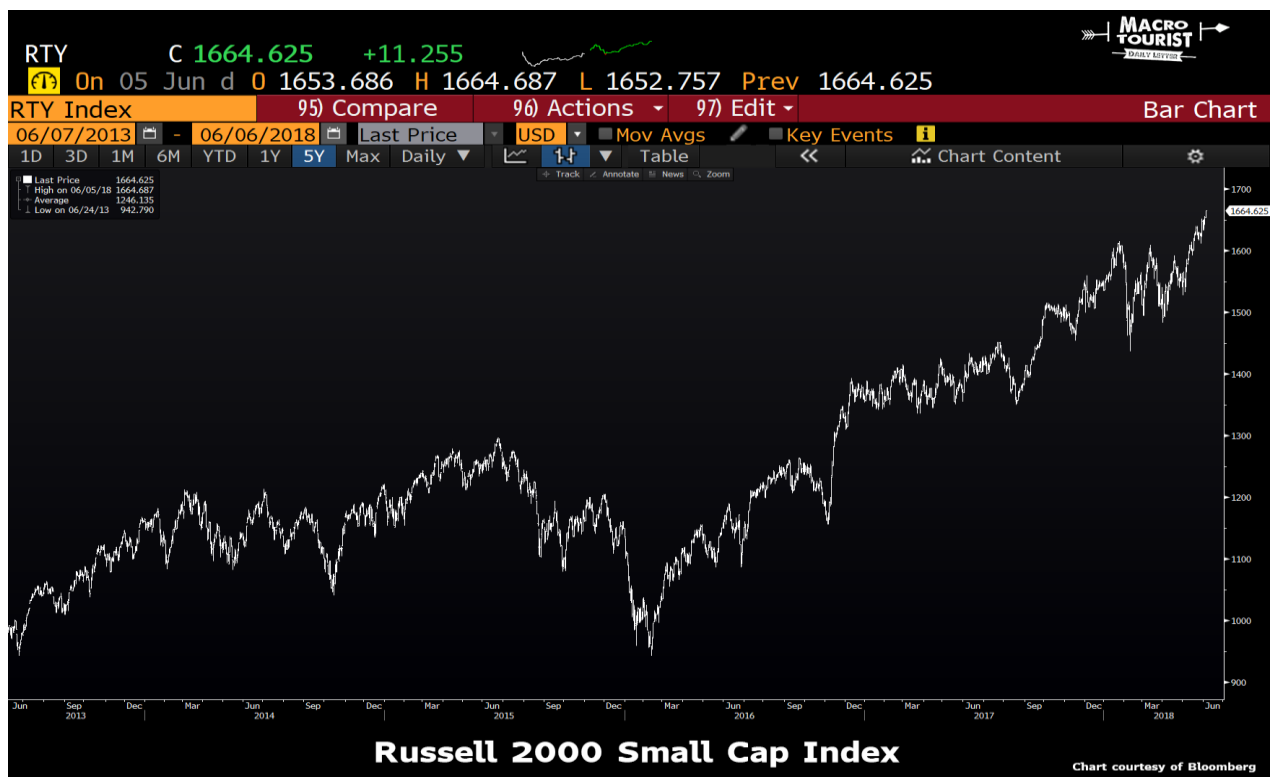 MACRO
TOURIST
DAILY LETTER
RTY C 1664.625 +11.255
On 05 Jun d O 1653.686 H 1664.687 L 1652.757 Prev 1664.625
RTY Index 95) Compare 96) Actions 97) Edit Bar Chart
06/07/2013 - 06/06/2018 Last Price USD Mov Avgs Key Events i
1D 3D 1M 6M YTD 1Y 5Y Max Daily ▼ ▼ Table « Chart Content
Track Annotate News Zoom
Last Price 1664.625
High on 06/05/18 1664.687
Average 1246.135
Low on 06/24/13 942.790
1700
1664.625
1600
1500
1400
1300
1200
1100
1000
900
Jun Sep Dec Mar Jun Sep Dec Mar Jun Sep Dec Mar Jun Sep Dec Mar Jun Sep Dec Mar Jun
2013 2014 2015 2016 2017 2018
Russell 2000 Small Cap Index
Chart courtesy of Bloomberg